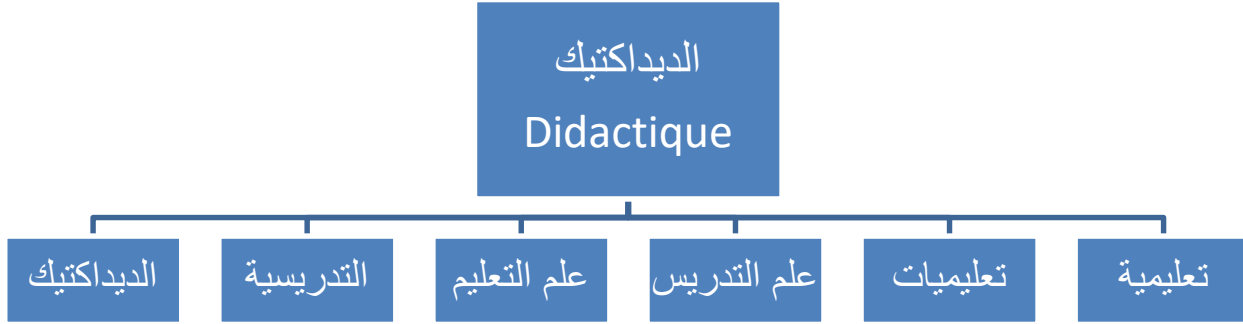 الديداكتيك
Didactique
تعليمية
تعليميات
علم التدريس
علم التعليم
التدريسية
الديداكتيك